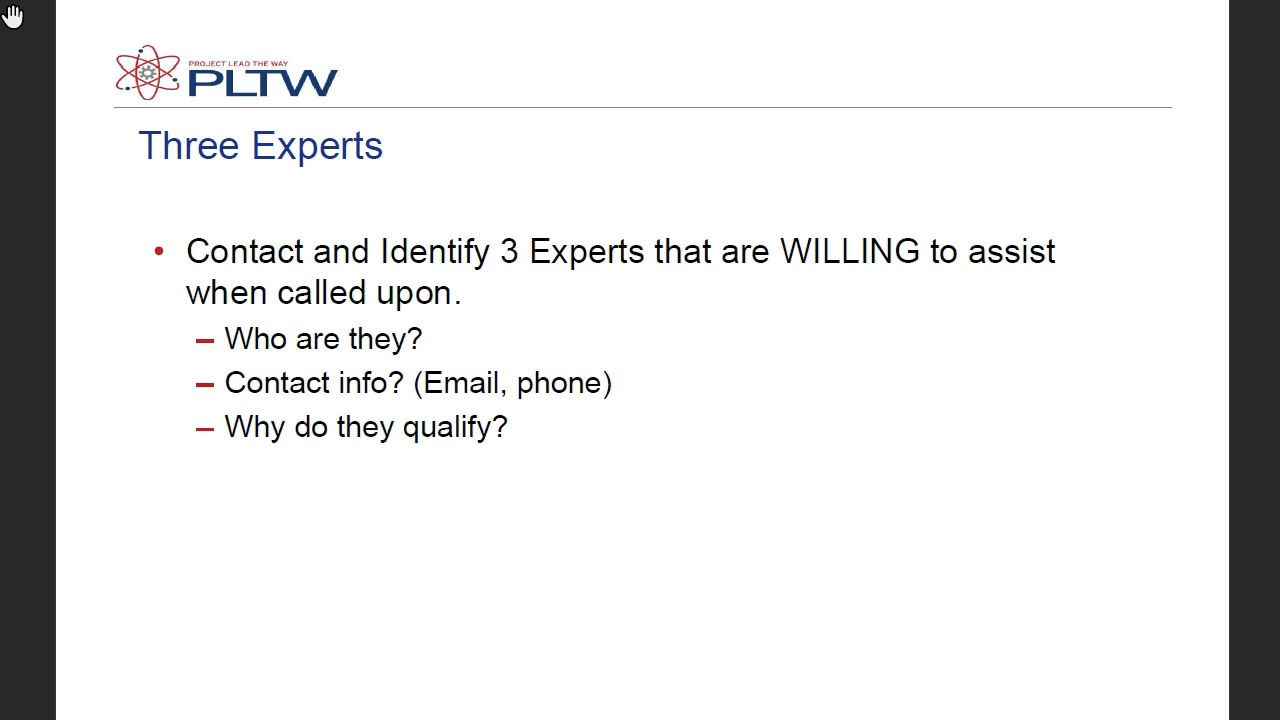 PROJECT LEAD THE WAY
PLTW
Three Experts
• Contact and Identify 3 Experts that are WILLING to assist
when called upon.
– Who are they?
– Contact info? (Email, phone)
– Why do they qualify?